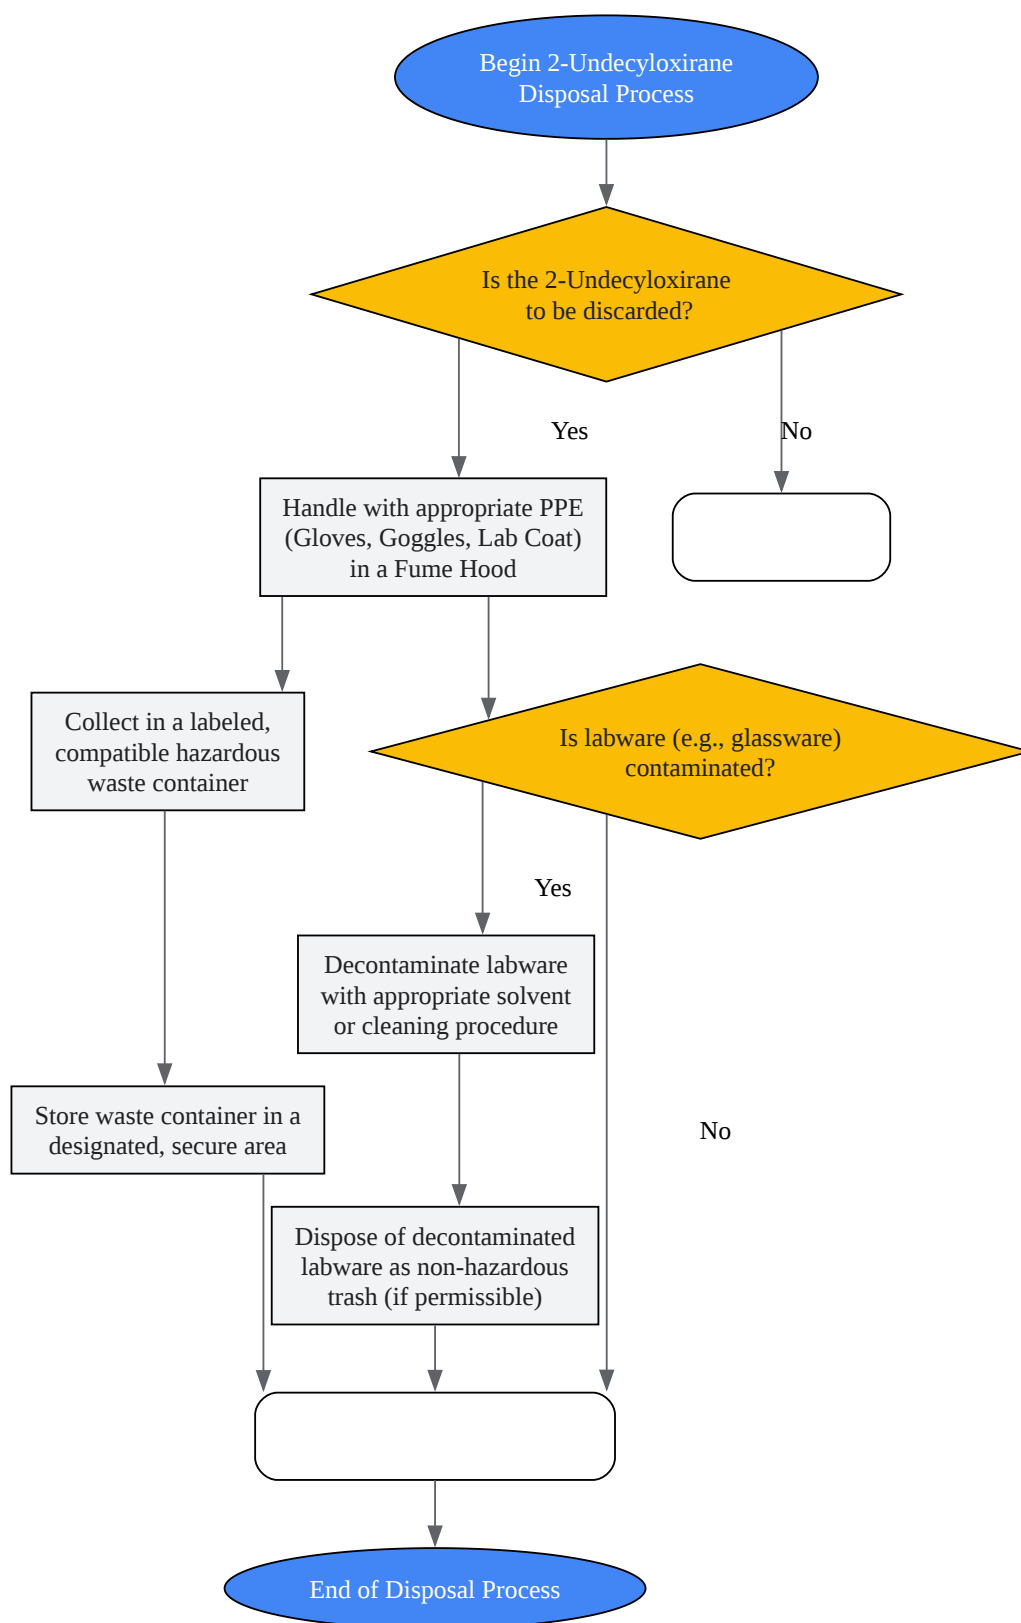 Begin 2-Undecyloxirane
Disposal Process
Is the 2-Undecyloxirane
to be discarded?
Yes
No
Handle with appropriate PPE
(Gloves, Goggles, Lab Coat)
in a Fume Hood
Collect in a labeled,
compatible hazardous
waste container
Is labware (e.g., glassware)
contaminated?
Yes
Decontaminate labware
with appropriate solvent
or cleaning procedure
Store waste container in a
designated, secure area
No
Dispose of decontaminated
labware as non-hazardous
trash (if permissible)
End of Disposal Process